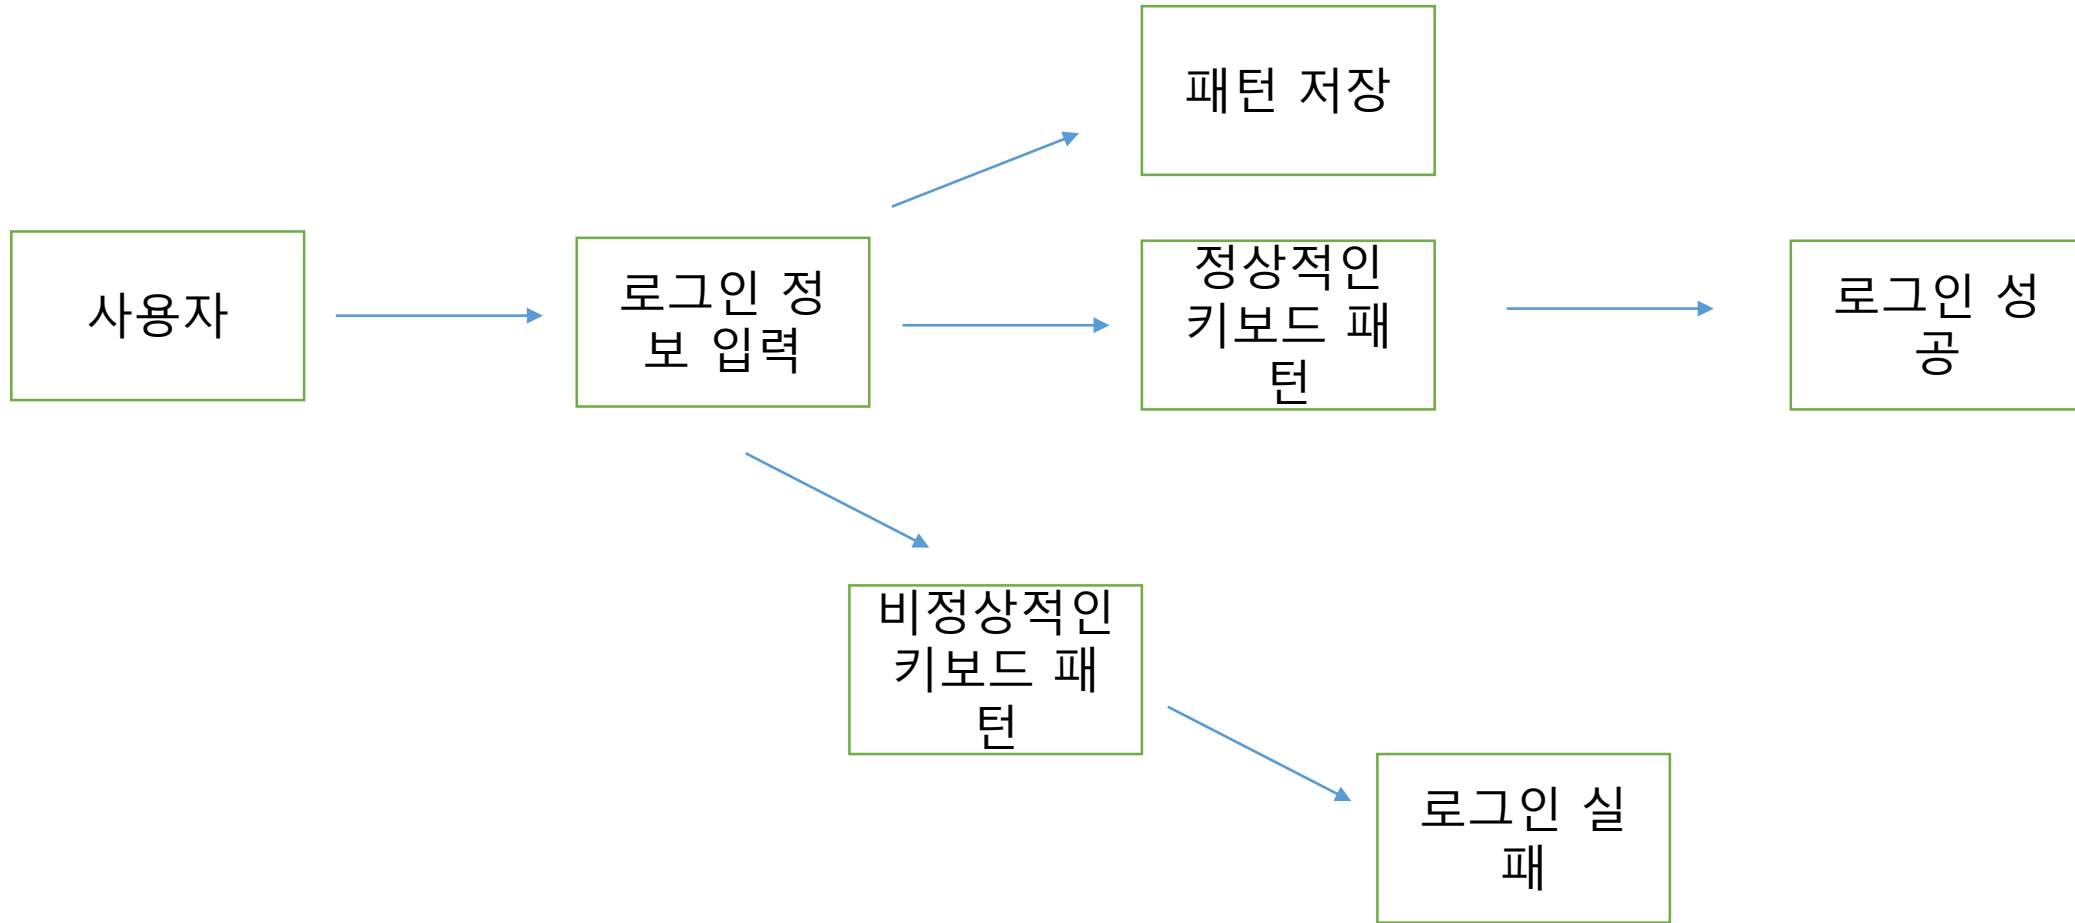 패턴 저장
사용자
로그인 정
보 입력
정상적인
키보드 패
턴
로그인 성
공
비정상적인
키보드 패
턴
로그인 실
패